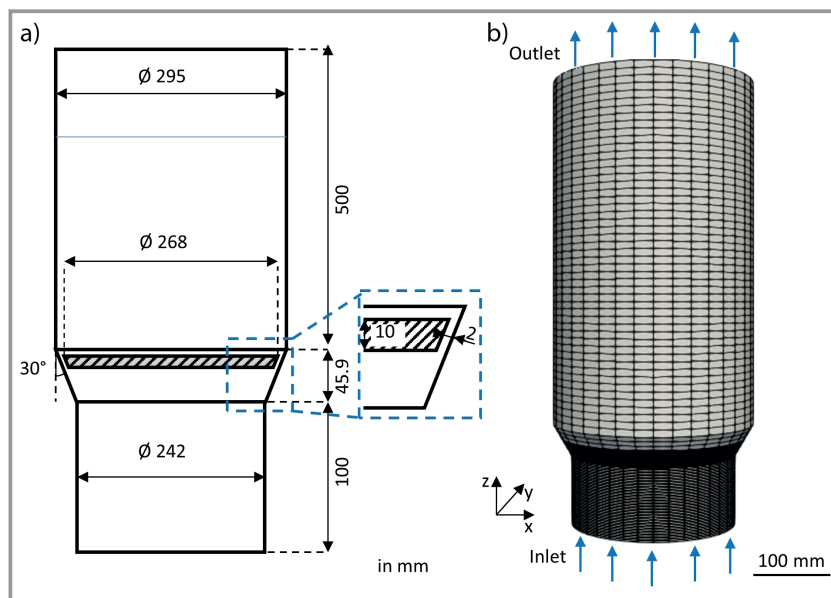 a)
Ø 295
500
Ø 268
10
2
30°
45.9
Ø 242
100
in mm
b)
Outlet
z
y
x
Inlet
100 mm